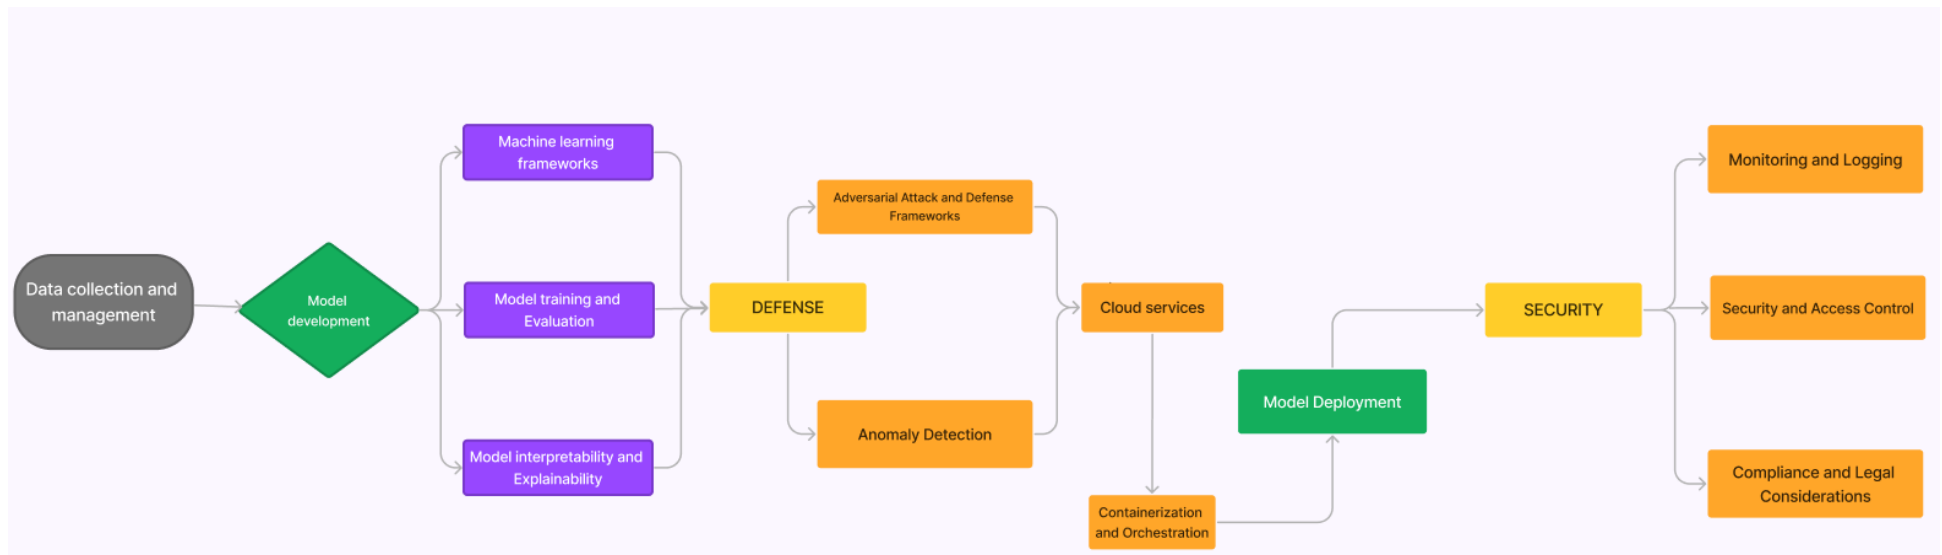 Data collection and
management
Model
development
Machine learning
frameworks
Model training and
Evaluation
Model interpretability and
Explainability
DEFENSE
Adversarial Attack and Defense
Frameworks
Anomaly Detection
Cloud services
Containerization
and Orchestration
Model Deployment
SECURITY
Monitoring and Logging
Security and Access Control
Compliance and Legal
Considerations